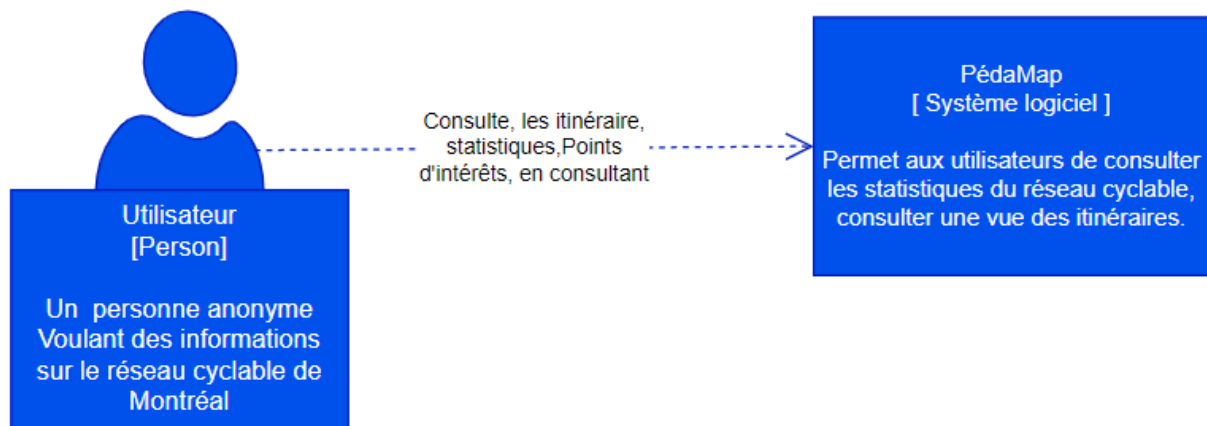 Utilisateur
[Person]
Un personne anonyme
Voulant des informations
sur le réseau cyclable de
Montréal
Consulte, les itinéraire,
statistiques,Points
d'intérêts, en consultant
PédaMap
[ Système logiciel ]
Permet aux utilisateurs de consulter
les statistiques du réseau cyclable,
consulter une vue des itinéraires.